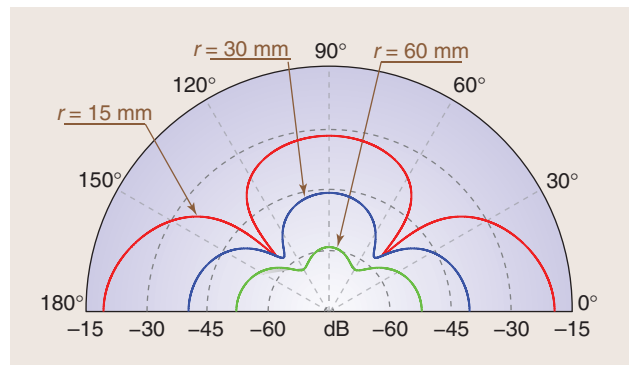 r = 30 mm 90° r = 60 mm
120° 60°
r = 15 mm
150° 30°
180° 0°
–15 –30 –45 –60 dB –60 –45 –30 –15